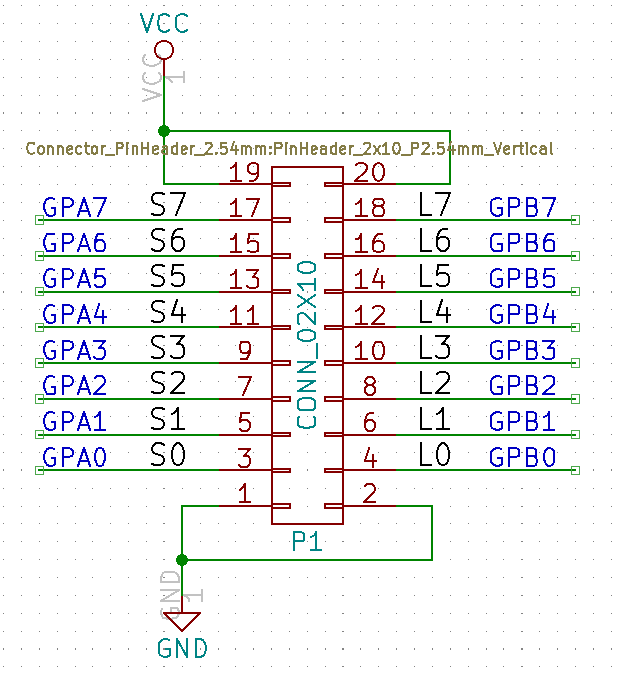 VCC
VCC 1
Connector_PinHeader_2.54mm:PinHeader_2x10_P2.54mm_Vertical
19 20
GPA7 S7 17 18 L7 GPB7
GPA6 S6 15 16 L6 GPB6
GPA5 S5 13 14 L5 GPB5
GPA4 S4 11 12 L4 GPB4
GPA3 S3 9 10 L3 GPB3
GPA2 S2 7 8 L2 GPB2
GPA1 S1 5 6 L1 GPB1
GPA0 S0 3 4 L0 GPB0
1 2
CONN_02X10
P1
GND 1
GND